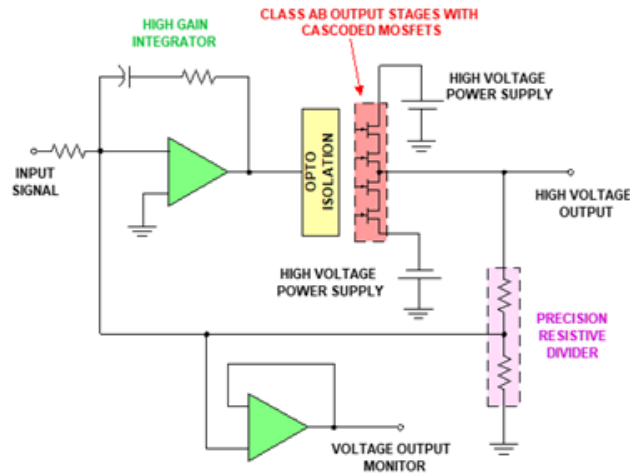 CLASS AB OUTPUT STAGES WITH
CASCODED MOSFETS
HIGH GAIN
INTEGRATOR
HIGH VOLTAGE
POWER SUPPLY
OPTO
ISOLATION
INPUT
SIGNAL
HIGH VOLTAGE
OUTPUT
HIGH VOLTAGE
POWER SUPPLY
PRECISION
RESISTIVE
DIVIDER
VOLTAGE OUTPUT
MONITOR